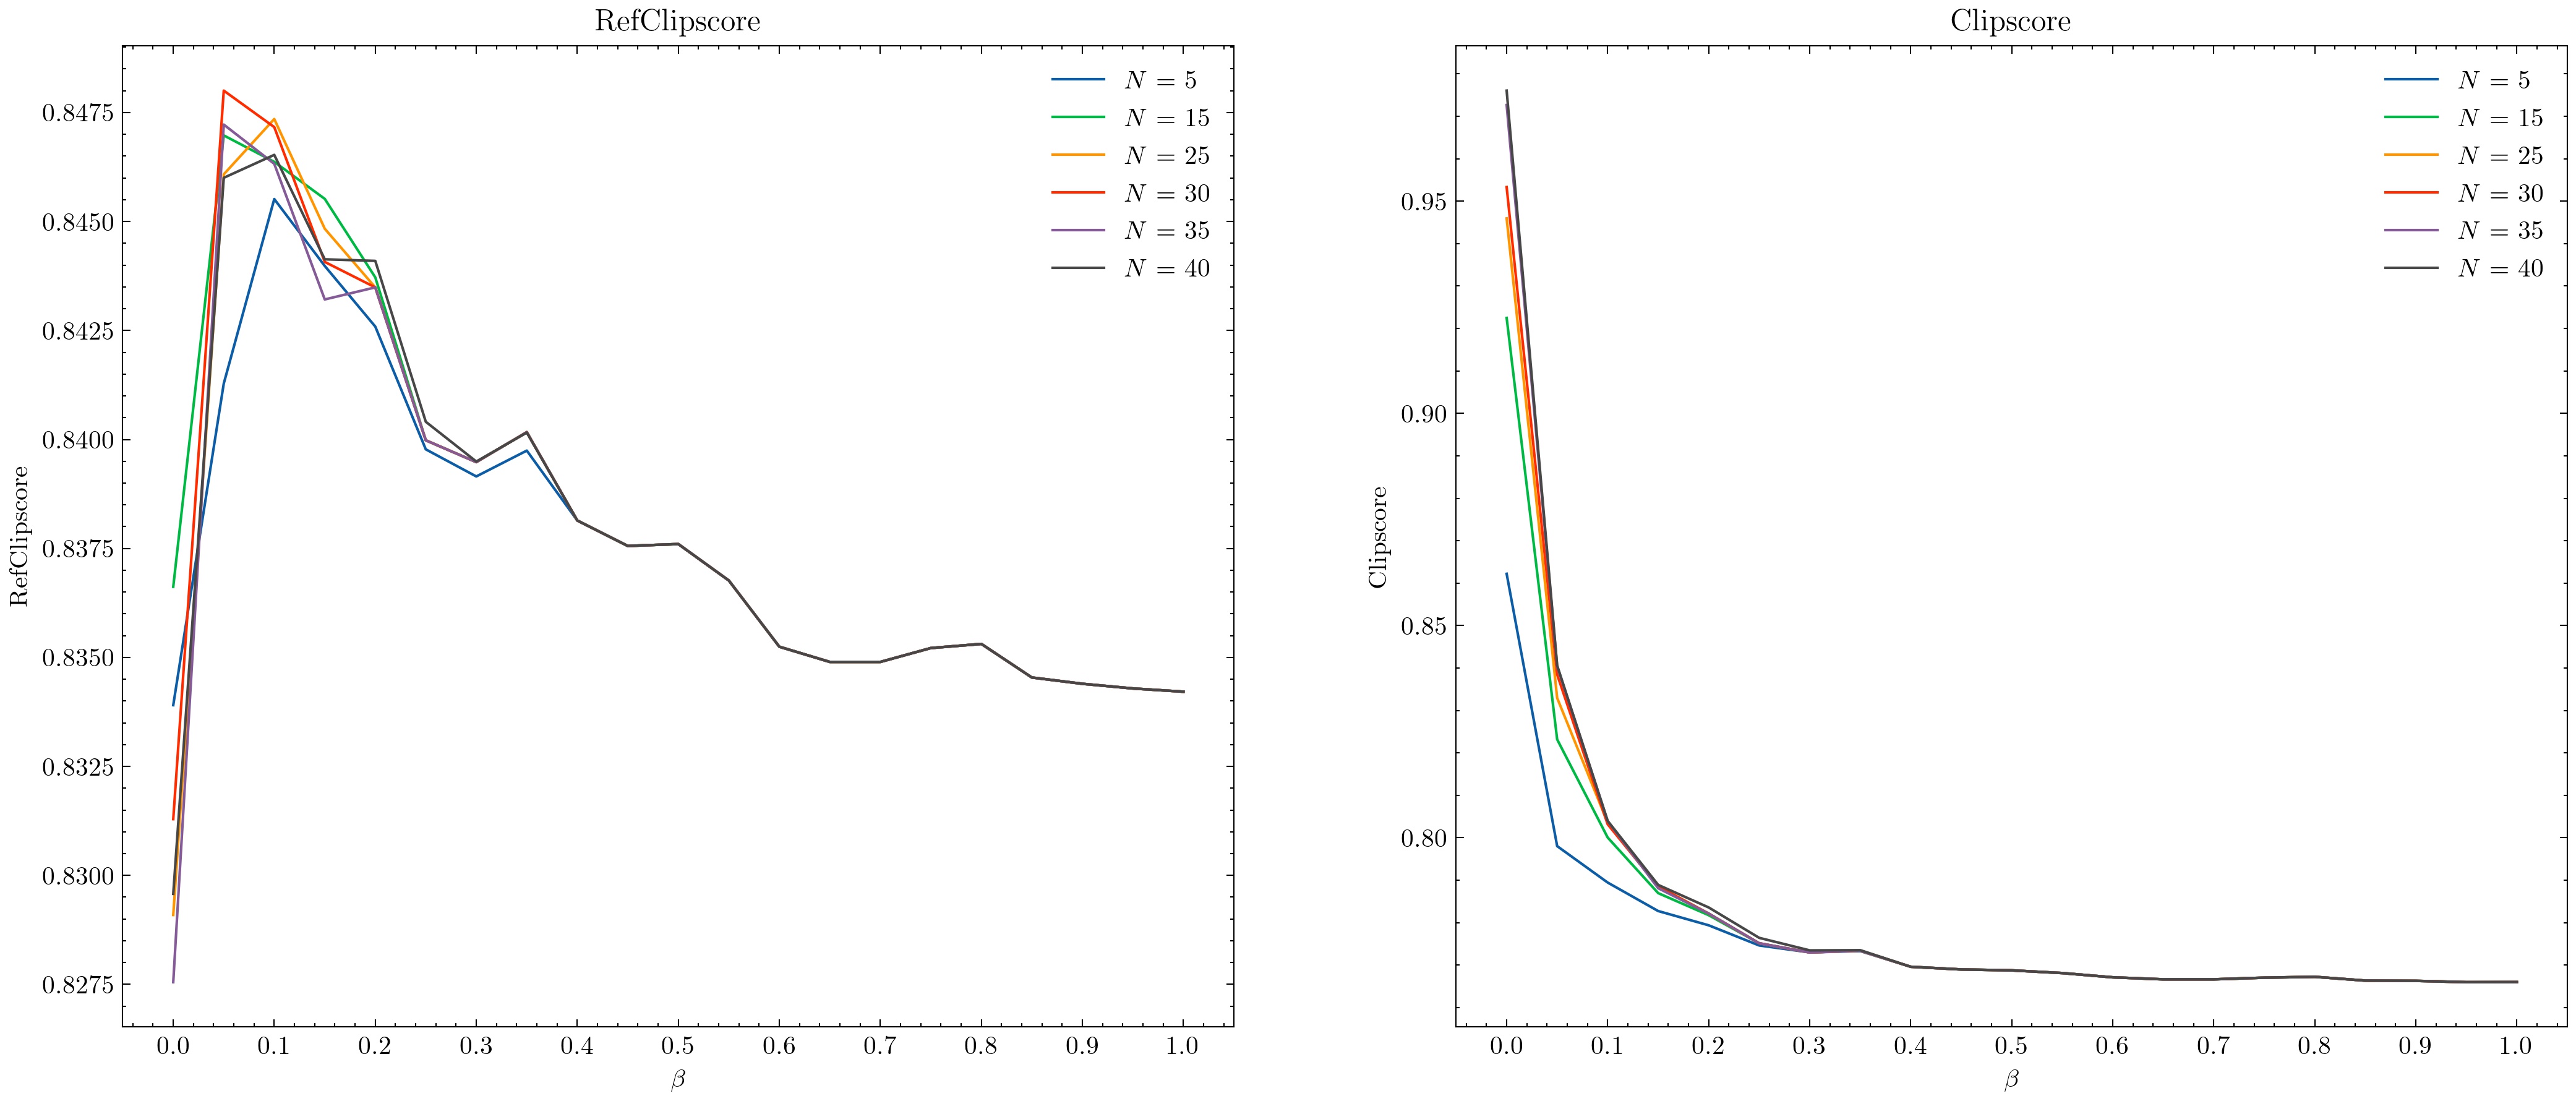 RefClipscore
RefClipscore
0.8475
0.8450
0.8425
0.8400
0.8375
0.8350
0.8325
0.8300
0.8275
0.0 0.1 0.2 0.3 0.4 0.5 0.6 0.7 0.8 0.9 1.0
β
N = 5
N = 15
N = 25
N = 30
N = 35
N = 40
Clipscore
Clipscore
0.95
0.90
0.85
0.80
0.0 0.1 0.2 0.3 0.4 0.5 0.6 0.7 0.8 0.9 1.0
β
N = 5
N = 15
N = 25
N = 30
N = 35
N = 40